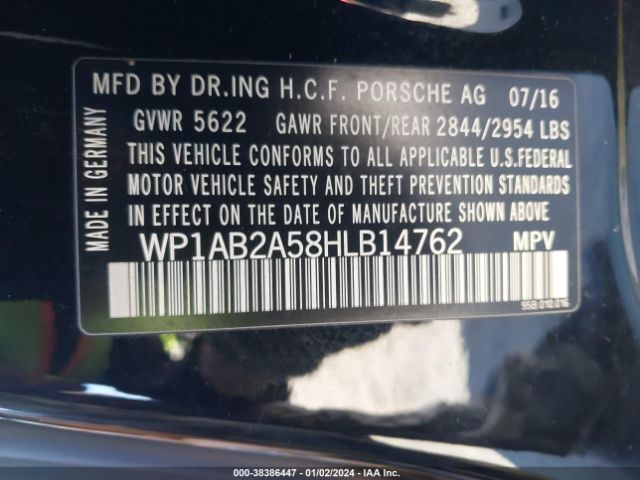 MFD BY DR.ING H.C.F. PORSCHE AG 07/16
GVWR 5622 GAWR FRONT/REAR 2844/2954 LBS
THIS VEHICLE CONFORMS TO ALL APPLICABLE U.S.FEDERAL
MOTOR VEHICLE SAFETY AND THEFT PREVENTION STANDARDS
IN EFFECT ON THE DATE OF MANUFACTURE SHOWN ABOVE.
WP1AB2A58HLB14762 MPV
95B.010.016
MADE IN GERMANY
000-38386447 - 01/02/2024 - IAA Inc.